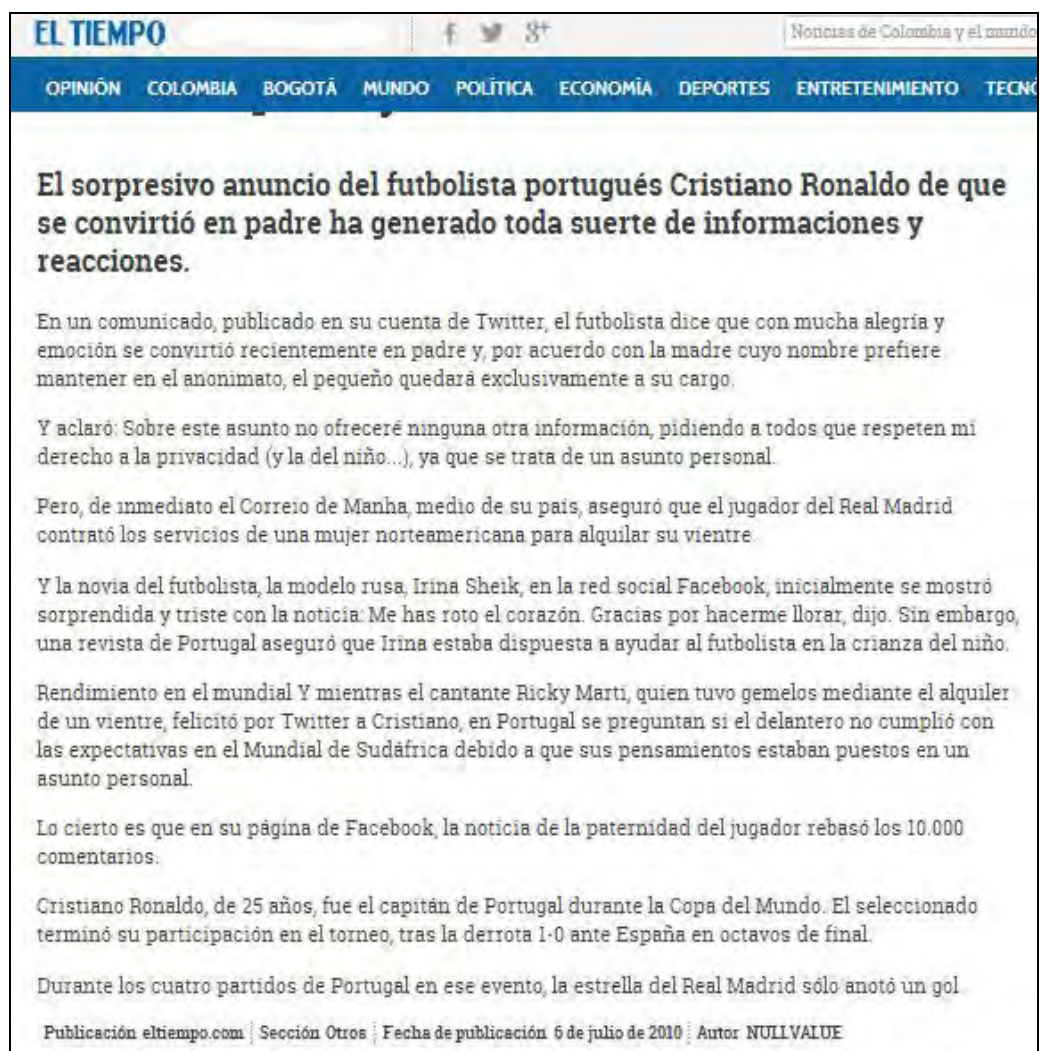 EL TIEMPO
Noticias de Colombia y el mundo
OPINIÓN COLOMBIA BOGOTÁ MUNDO POLÍTICA ECONOMÍA DEPORTES ENTRETENIMIENTO TECNÓ
El sorpresivo anuncio del futbolista portugués Cristiano Ronaldo de que
se convirtió en padre ha generado toda suerte de informaciones y
reacciones.
En un comunicado, publicado en su cuenta de Twitter, el futbolista dice que con mucha alegría y
emoción se convirtió recientemente en padre y, por acuerdo con la madre cuyo nombre prefiere
mantener en el anonimato, el pequeño quedará exclusivamente a su cargo.
Y aclaró: Sobre este asunto no ofreceré ninguna otra información, pidiendo a todos que respeten mi
derecho a la privacidad (y la del niño...), ya que se trata de un asunto personal.
Pero, de inmediato el Correio de Manha, medio de su país, aseguró que el jugador del Real Madrid
contrató los servicios de una mujer norteamericana para alquilar su vientre.
Y la novia del futbolista, la modelo rusa, Irina Sheik, en la red social Facebook, inicialmente se mostró
sorprendida y triste con la noticia: Me has roto el corazón. Gracias por hacerme llorar, dijo. Sin embargo,
una revista de Portugal aseguró que Irina estaba dispuesta a ayudar al futbolista en la crianza del niño.
Rendimiento en el mundial Y mientras el cantante Ricky Marti, quien tuvo gemelos mediante el alquiler
de un vientre, felicitó por Twitter a Cristiano, en Portugal se preguntan si el delantero no cumplió con
las expectativas en el Mundial de Sudáfrica debido a que sus pensamientos estaban puestos en un
asunto personal.
Lo cierto es que en su página de Facebook, la noticia de la paternidad del jugador rebasó los 10.000
comentarios.
Cristiano Ronaldo, de 25 años, fue el capitán de Portugal durante la Copa del Mundo. El seleccionado
terminó su participación en el torneo, tras la derrota 1-0 ante España en octavos de final.
Durante los cuatro partidos de Portugal en ese evento, la estrella del Real Madrid sólo anotó un gol.
Publicación eltiempo.com Sección Otros Fecha de publicación 6 de julio de 2010 Autor NULLVALUE